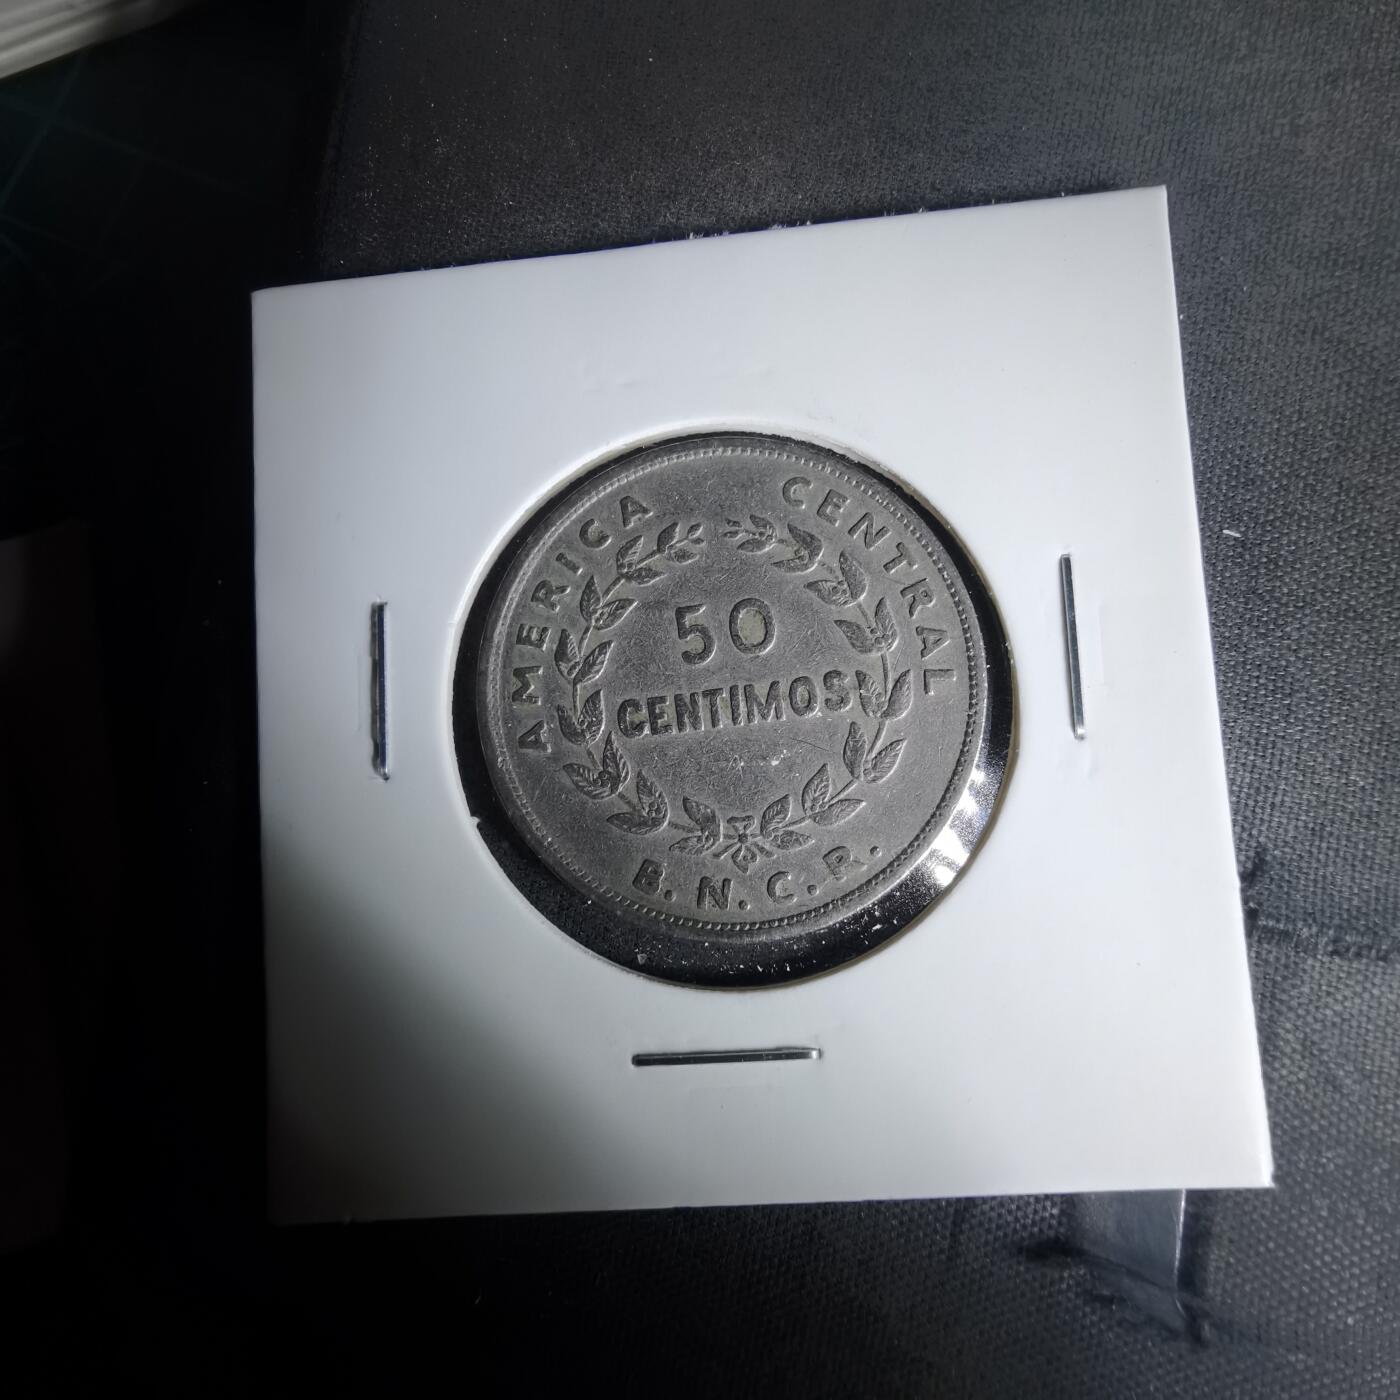 AMERICA CENTRAL
50
CENTIMOS
B. N. C. R.